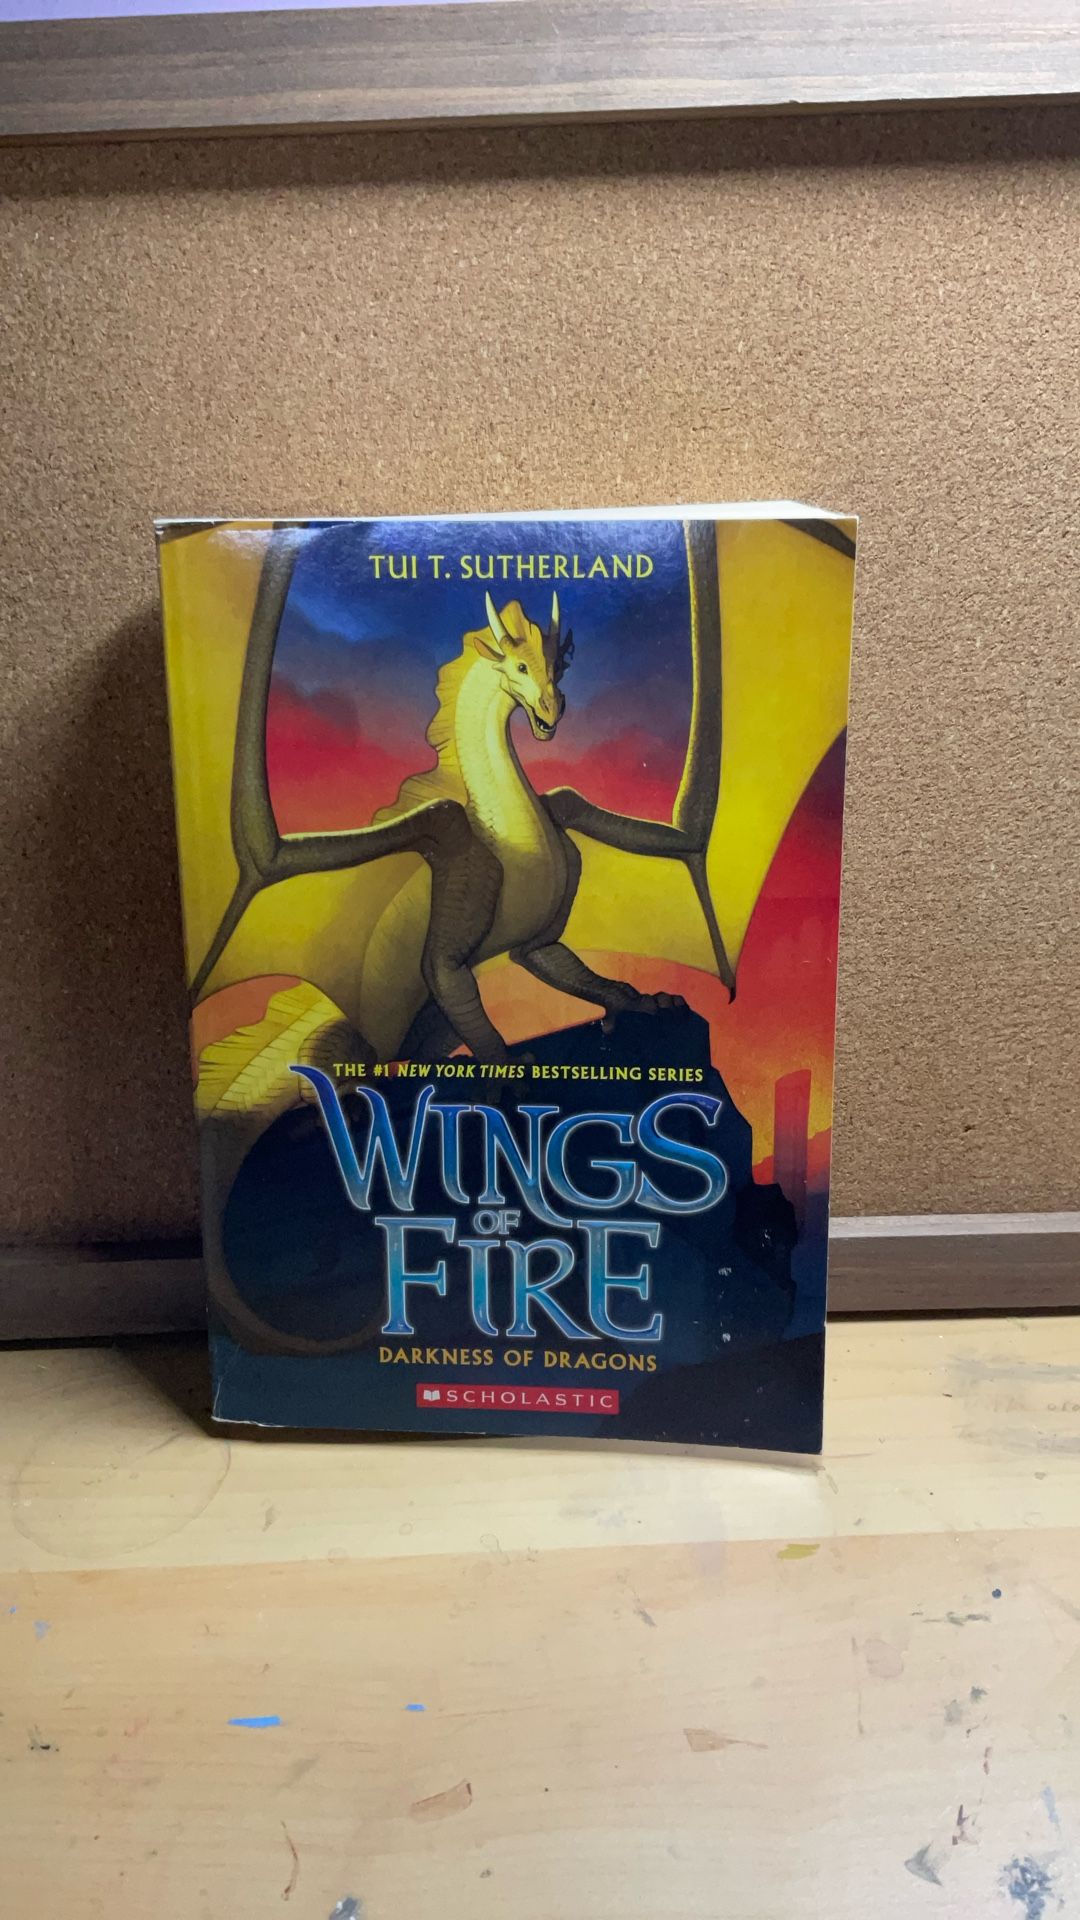 TUI T. SUTHERLAND
THE #1 NEW YORK TIMES BESTSELLING SERIES
WINGS
OF
FIRE
DARKNESS OF DRAGONS
SCHOLASTIC